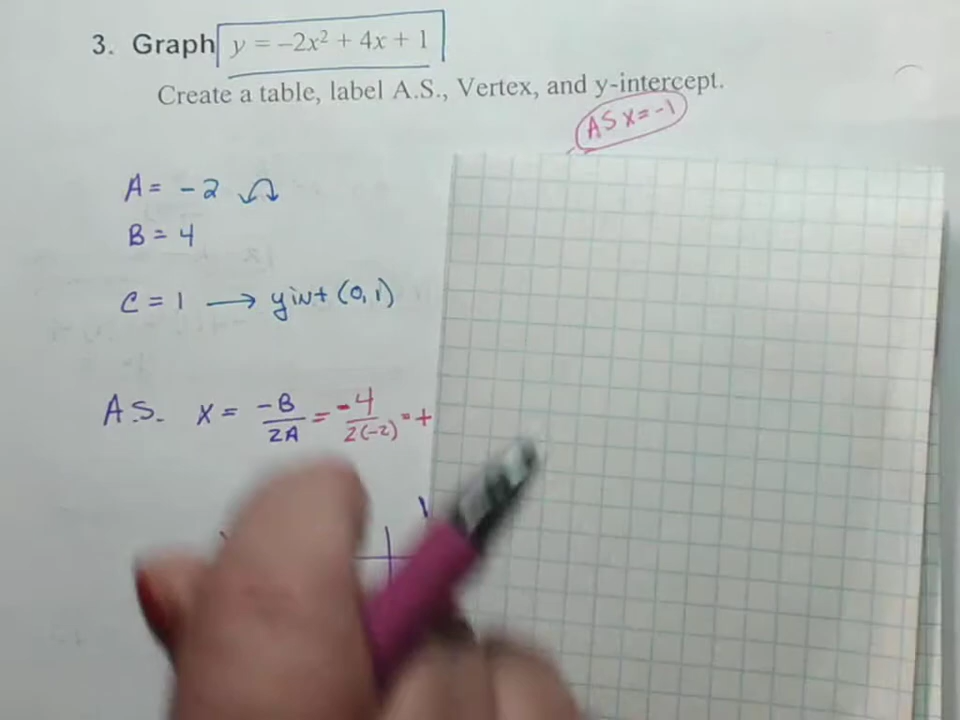 3. Graph y = −2x² + 4x + 1
Create a table, label A.S., Vertex, and y-intercept.
AS x=-1
A = -2
B = 4
C = 1 → y int (0,1)
A.S. x = -B/2A = -4/2(-2) = +